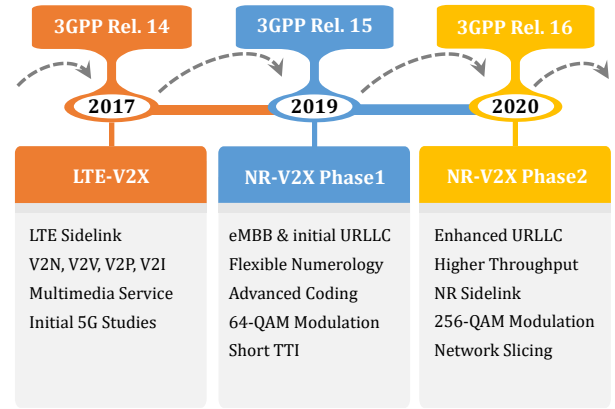 3GPP Rel. 14
3GPP Rel. 15
3GPP Rel. 16
2017
2019
2020
LTE-V2X
LTE Sidelink
V2N, V2V, V2P, V2I
Multimedia Service
Initial 5G Studies
NR-V2X Phase1
eMBB & initial URLLC
Flexible Numerology
Advanced Coding
64-QAM Modulation
Short TTI
NR-V2X Phase2
Enhanced URLLC
Higher Throughput
NR Sidelink
256-QAM Modulation
Network Slicing